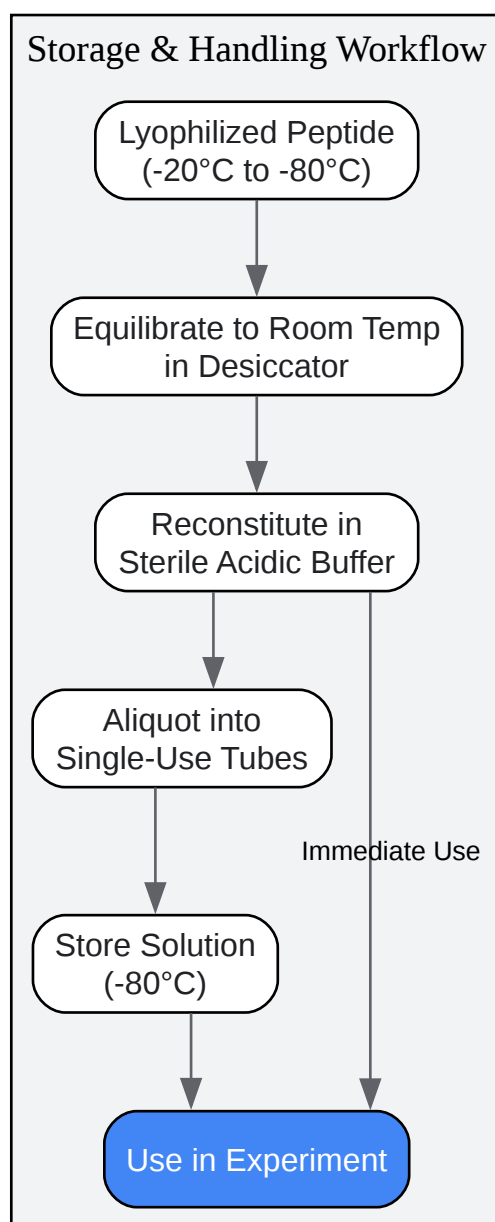 Storage & Handling Workflow
Lyophilized Peptide
(-20°C to -80°C)
Equilibrate to Room Temp
in Desiccator
Reconstitute in
Sterile Acidic Buffer
Aliquot into
Single-Use Tubes
Immediate Use
Store Solution
(-80°C)
Use in Experiment